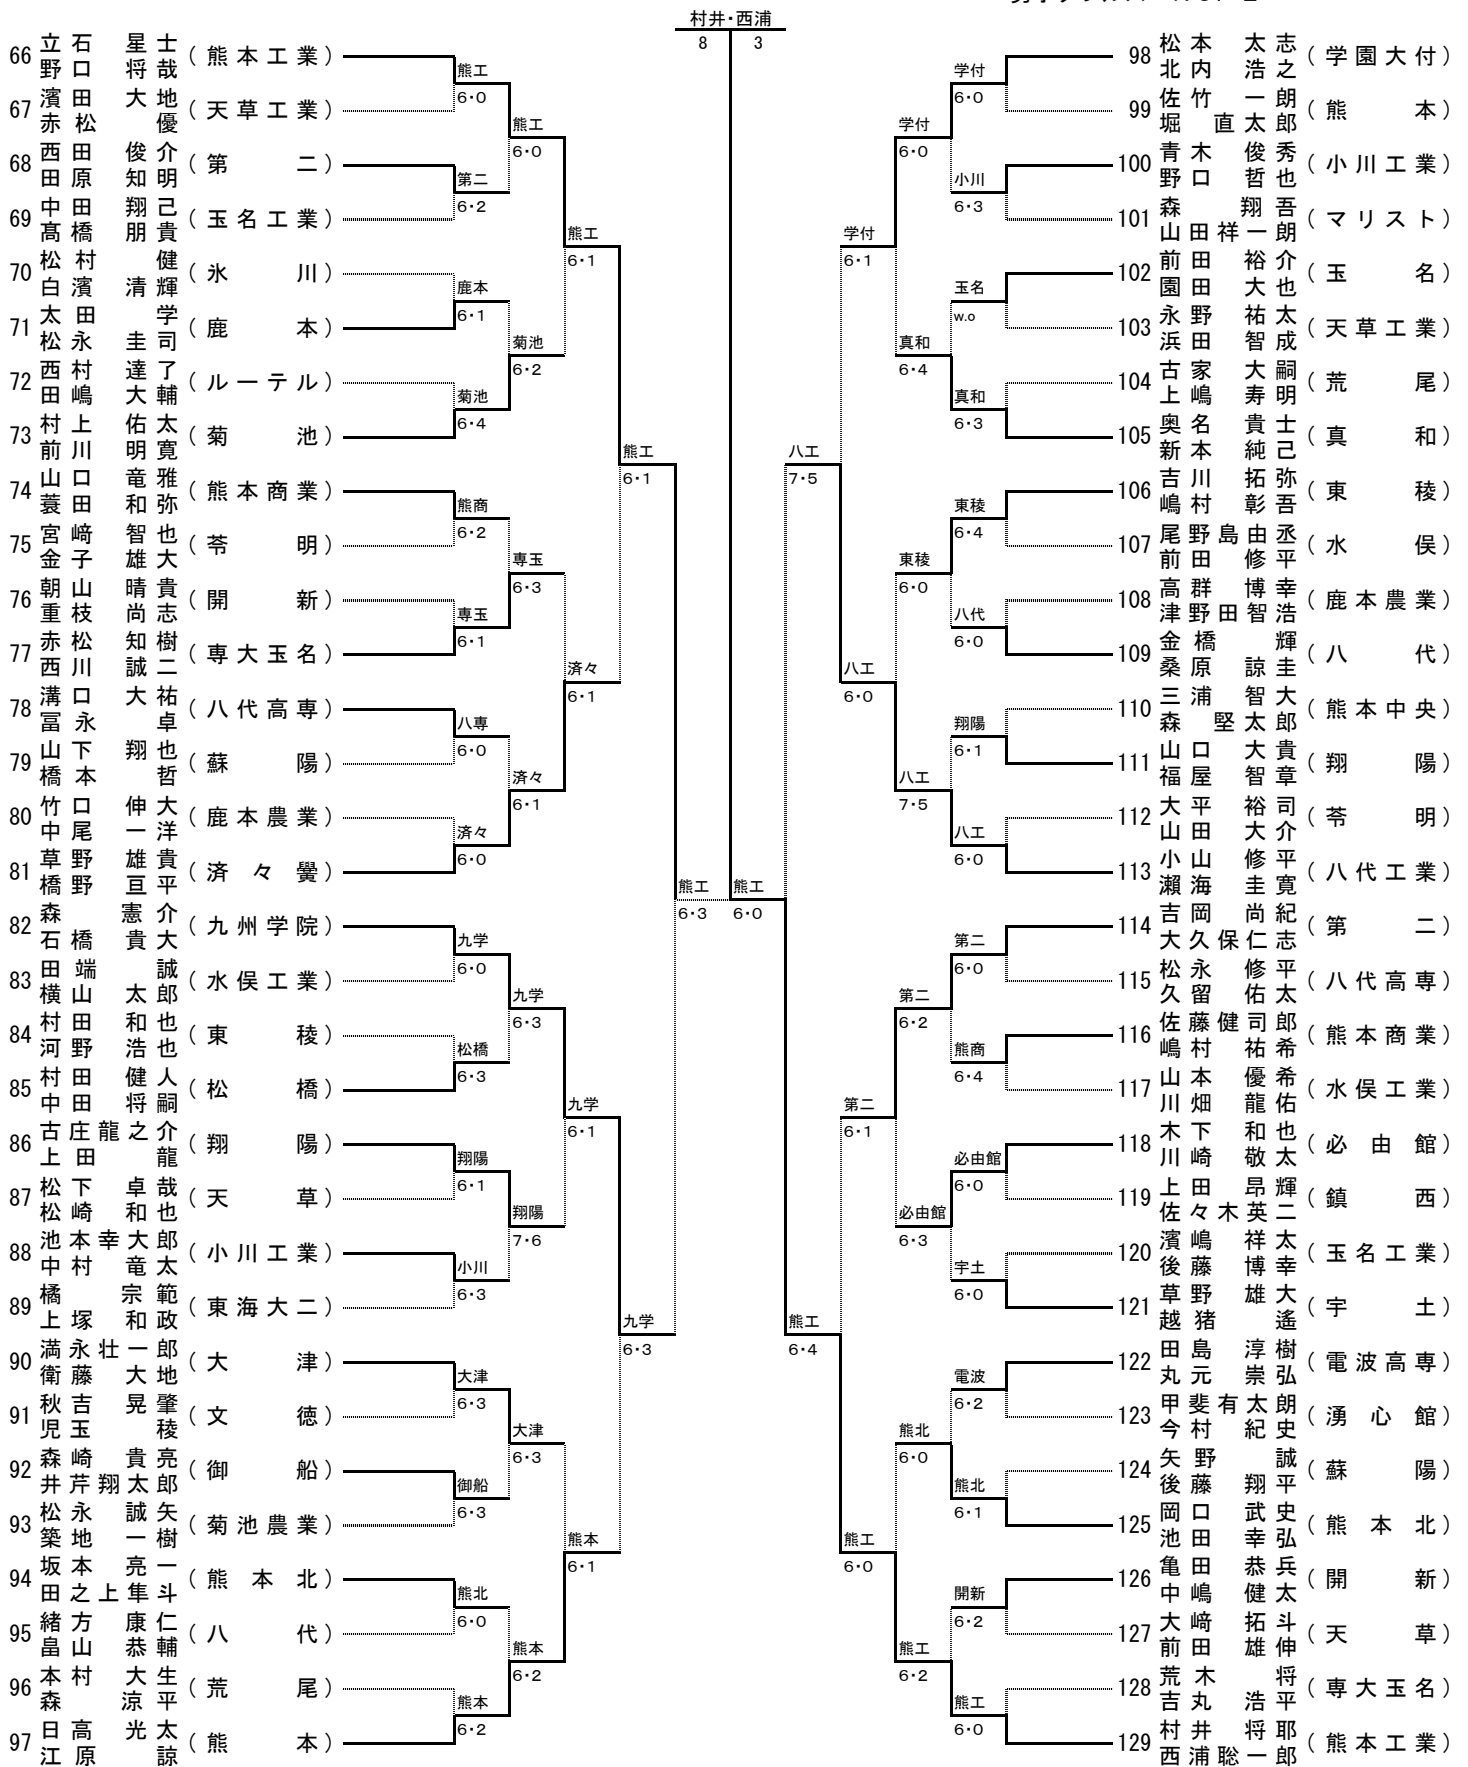 村井・西浦
8 3
66 立石 星士 野口 将哉 (熊本工業)
67 濱田 大地 赤松 優 (天草工業)
68 西田 俊介 田原 知明 (第二)
69 中田 翔己 髙橋 朋貴 (玉名工業)
70 松村 健 白濱 清輝 (氷川)
71 太田 学 松永 圭司 (鹿本)
72 西村 達了 田嶋 大輔 (ルーテル)
73 村上 佑太 前川 明寛 (菊池)
74 山口 竜雅 蓑田 和弥 (熊本商業)
75 宮﨑 智也 金子 雄大 (苓明)
76 朝山 晴貴 重枝 尚志 (開新)
77 赤松 知樹 西川 誠二 (専大玉名)
78 溝口 大祐 冨永 卓 (八代高専)
79 山下 翔也 橋本 哲 (蘇陽)
80 竹口 伸大 中尾 一洋 (鹿本農業)
81 草野 雄貴 橋野 亘平 (済々黌)
82 森 憲介 石橋 貴大 (九州学院)
83 田端 誠 横山 太郎 (水俣工業)
84 村田 和也 河野 浩也 (東稜)
85 村田 健人 中田 将嗣 (松橋)
86 古庄龍之介 上田 龍 (翔陽)
87 松下 卓哉 松崎 和也 (天草)
88 池本幸大郎 中村 竜太 (小川工業)
89 橘 宗範 上塚 和政 (東海大二)
90 満永壮一郎 衛藤 大地 (大津)
91 秋吉 晃肇 児玉 稜 (文徳)
92 森崎 貴亮 井芹翔太郎 (御船)
93 松永 誠矢 築地 一樹 (菊池農業)
94 坂本 亮一 田之上隼斗 (熊本北)
95 緒方 康仁 畠山 恭輔 (八代)
96 本村 大生 森 涼平 (荒尾)
97 日高 光太 江原 諒 (熊本)
熊工 6・0
第二 6・2
鹿本 6・1
菊池 6・4
熊商 6・2
専玉 6・1
八専 6・0
済々 6・0
九学 6・0
松橋 6・3
翔陽 6・1
小川 6・3
大津 6・3
御船 6・3
熊北 6・0
熊本 6・2
熊工 6・0
菊池 6・2
専玉 6・3
済々 6・1
九学 6・3
翔陽 7・6
大津 6・3
熊本 6・2
熊工 6・1
済々 6・1
九学 6・1
熊本 6・1
熊工 6・1
九学 6・3
熊工 6・3
熊工 6・0
八工 7・5
熊工 6・4
学付 6・1
八工 6・0
第二 6・1
熊工 6・0
学付 6・0
真和 6・4
東稜 6・0
八工 7・5
第二 6・2
必由館 6・3
熊北 6・0
熊工 6・2
学付 6・0
小川 6・3
玉名 w.o
真和 6・3
東稜 6・4
八代 6・0
翔陽 6・1
八工 6・0
第二 6・0
熊商 6・4
必由館 6・0
宇土 6・0
電波 6・2
熊北 6・1
開新 6・2
熊工 6・0
98 松本 太志 北内 浩之 (学園大付)
99 佐竹 一朗 堀 直太郎 (熊本)
100 青木 俊秀 野口 哲也 (小川工業)
101 森 翔吾 山田祥一朗 (マリスト)
102 前田 裕介 園田 大也 (玉名)
103 永野 祐太 浜田 智成 (天草工業)
104 古家 大嗣 上嶋 寿明 (荒尾)
105 奥名 貴士 新本 純己 (真和)
106 吉川 拓弥 嶋村 彰吾 (東稜)
107 尾野島由丞 前田 修平 (水俣)
108 高群 博幸 津野田智浩 (鹿本農業)
109 金橋 輝 桑原 諒圭 (八代)
110 三浦 智大 森 堅太郎 (熊本中央)
111 山口 大貴 福屋 智章 (翔陽)
112 大平 裕司 山田 大介 (苓明)
113 小山 修平 瀬海 圭寛 (八代工業)
114 吉岡 尚紀 大久保仁志 (第二)
115 松永 修平 久留 佑太 (八代高専)
116 佐藤健司郎 嶋村 祐希 (熊本商業)
117 山本 優希 川畑 龍佑 (水俣工業)
118 木下 和也 川崎 敬太 (必由館)
119 上田 昂輝 佐々木英二 (鎮西)
120 濱嶋 祥太 後藤 博幸 (玉名工業)
121 草野 雄大 越猪 遙 (宇土)
122 田島 淳樹 丸元 崇弘 (電波高専)
123 甲斐有太朗 今村 紀史 (湧心館)
124 矢野 誠 後藤 翔平 (蘇陽)
125 岡口 武史 池田 幸弘 (熊本北)
126 亀田 恭兵 中嶋 健太 (開新)
127 大﨑 拓斗 前田 雄伸 (天草)
128 荒木 将 吉丸 浩平 (専大玉名)
129 村井 将耶 西浦聡一郎 (熊本工業)